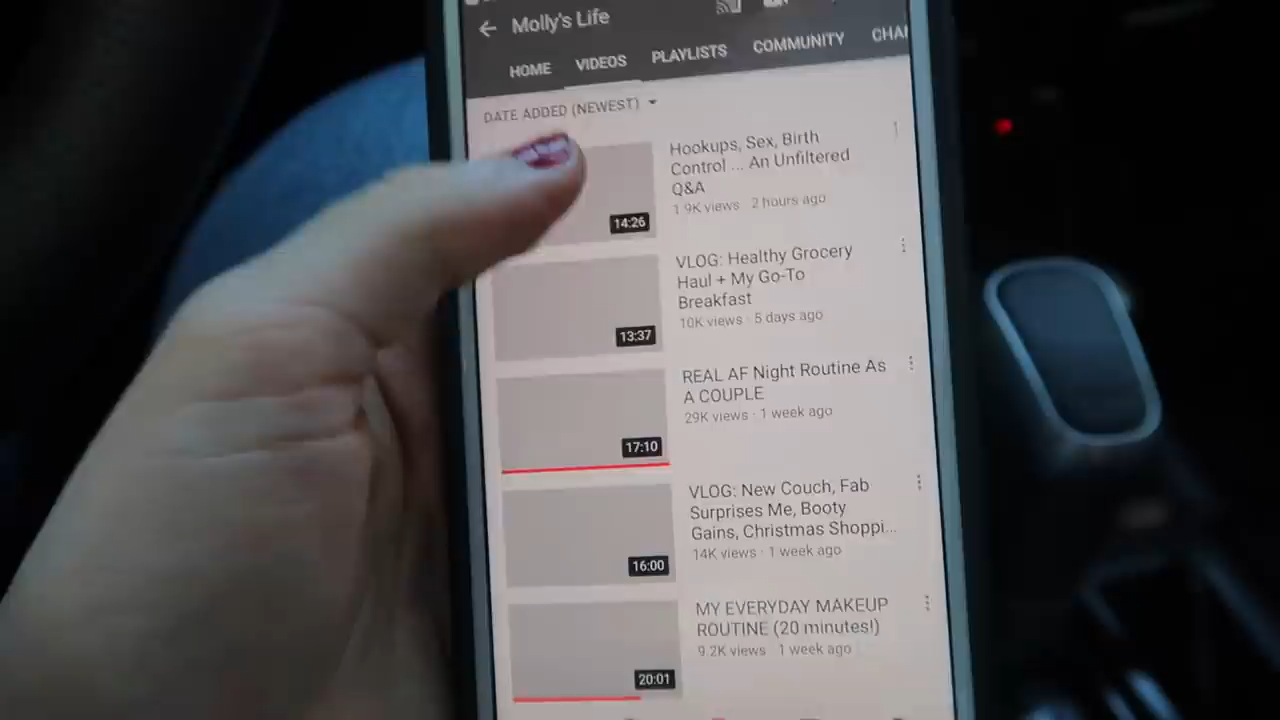 Molly's Life
HOME VIDEOS PLAYLISTS COMMUNITY
DATE ADDED (NEWEST)
Hookups, Sex, Birth
Control ... An Unfiltered
Q&A
1.9K views · 2 hours ago
14:26
VLOG: Healthy Grocery
Haul + My Go-To
Breakfast
10K views · 5 days ago
13:37
REAL AF Night Routine As
A COUPLE
29K views · 1 week ago
17:10
VLOG: New Couch, Fab
Surprises Me, Booty
Gains, Christmas Shoppi...
14K views · 1 week ago
16:00
MY EVERYDAY MAKEUP
ROUTINE (20 minutes!)
9.2K views · 1 week ago
20:01